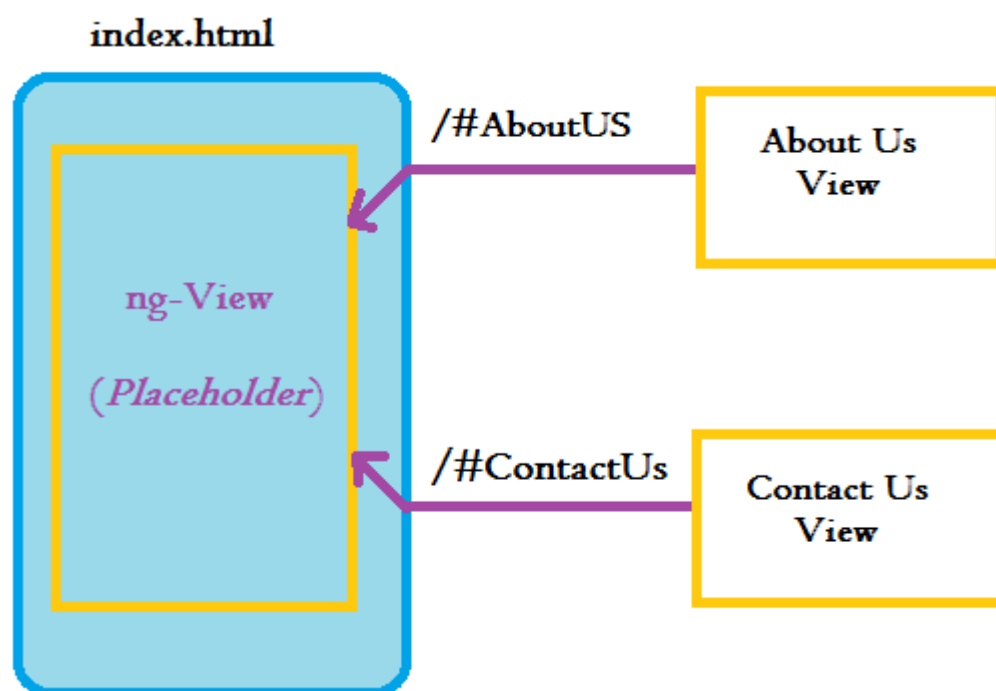 index.html
/#AboutUS
About Us
View
ng-View
(Placeholder)
/#ContactUs
Contact Us
View